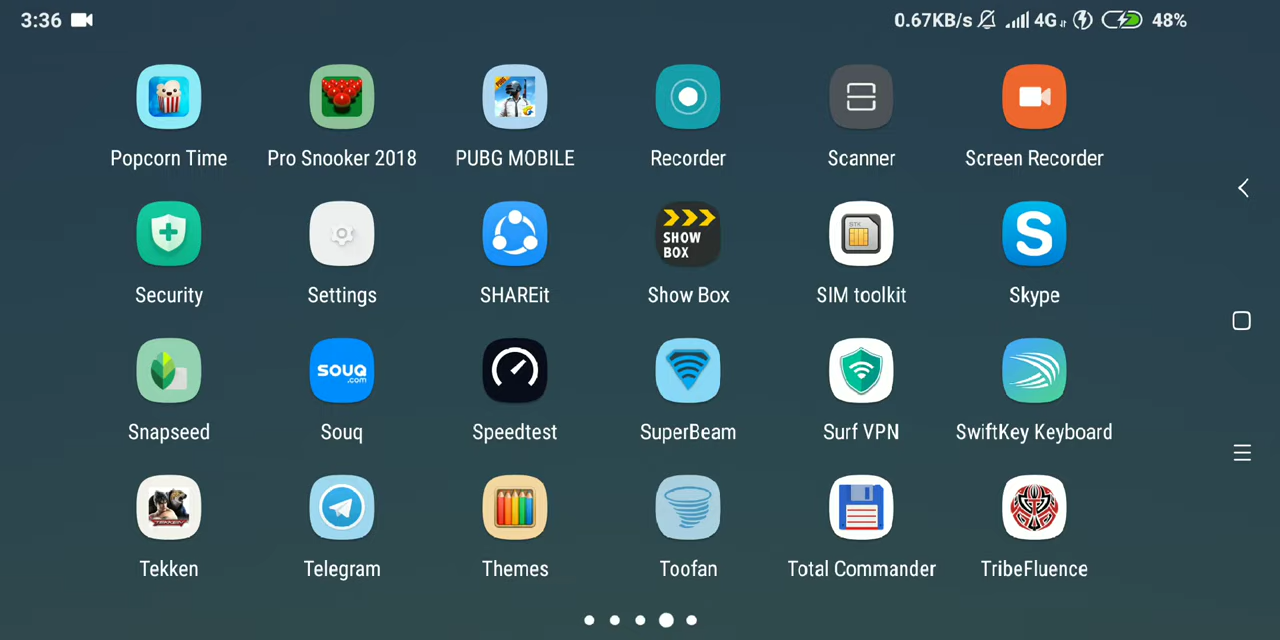 3:36 0.67KB/s 4G 48%
Popcorn Time Pro Snooker 2018 PUBG MOBILE Recorder Scanner Screen Recorder
SHOW
BOX
STK
Security Settings SHAREit Show Box SIM toolkit Skype
souq
.com
Snapseed Souq Speedtest SuperBeam Surf VPN SwiftKey Keyboard
TEKKEN
Tekken Telegram Themes Toofan Total Commander TribeFluence